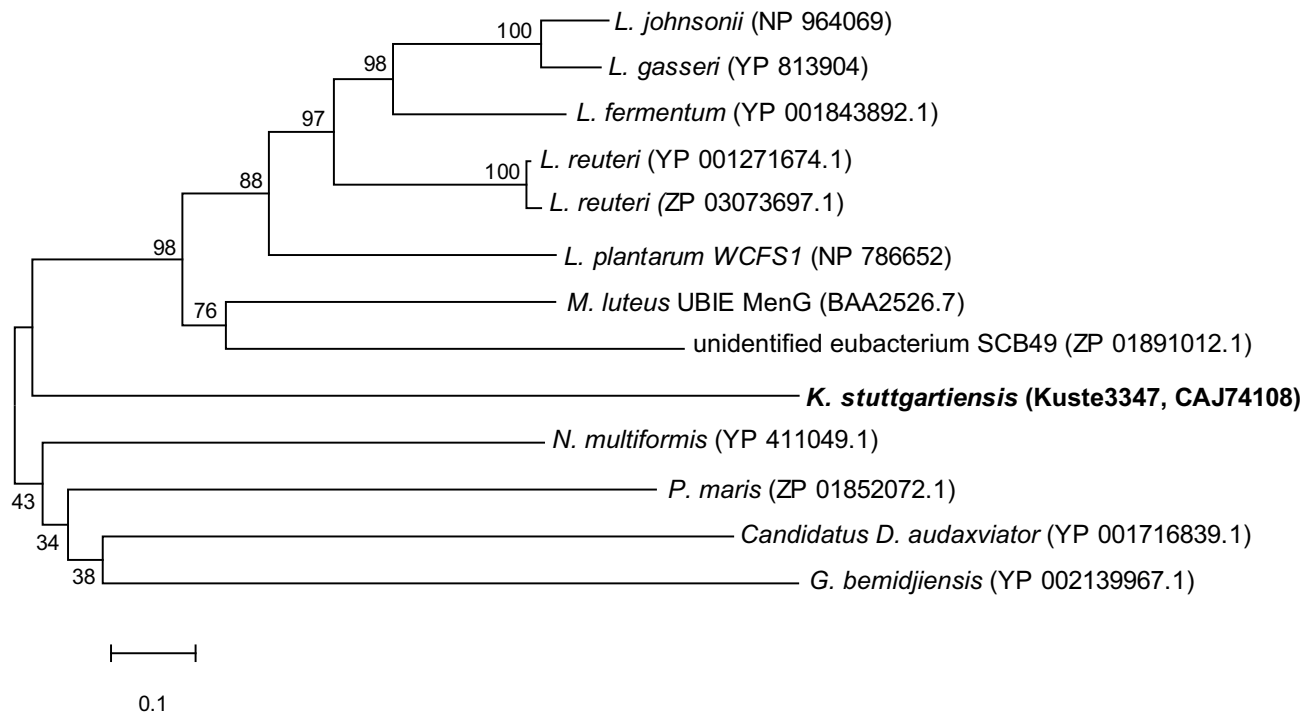 100
L. johnsonii (NP 964069)
98
L. gasseri (YP 813904)
97
L. fermentum (YP 001843892.1)
88
100
L. reuteri (YP 001271674.1)
L. reuteri (ZP 03073697.1)
98
L. plantarum WCFS1 (NP 786652)
76
M. luteus UBIE MenG (BAA2526.7)
unidentified eubacterium SCB49 (ZP 01891012.1)
K. stuttgartiensis (Kuste3347, CAJ74108)
N. multiformis (YP 411049.1)
43
P. maris (ZP 01852072.1)
34
Candidatus D. audaxviator (YP 001716839.1)
38
G. bemidjiensis (YP 002139967.1)
0.1